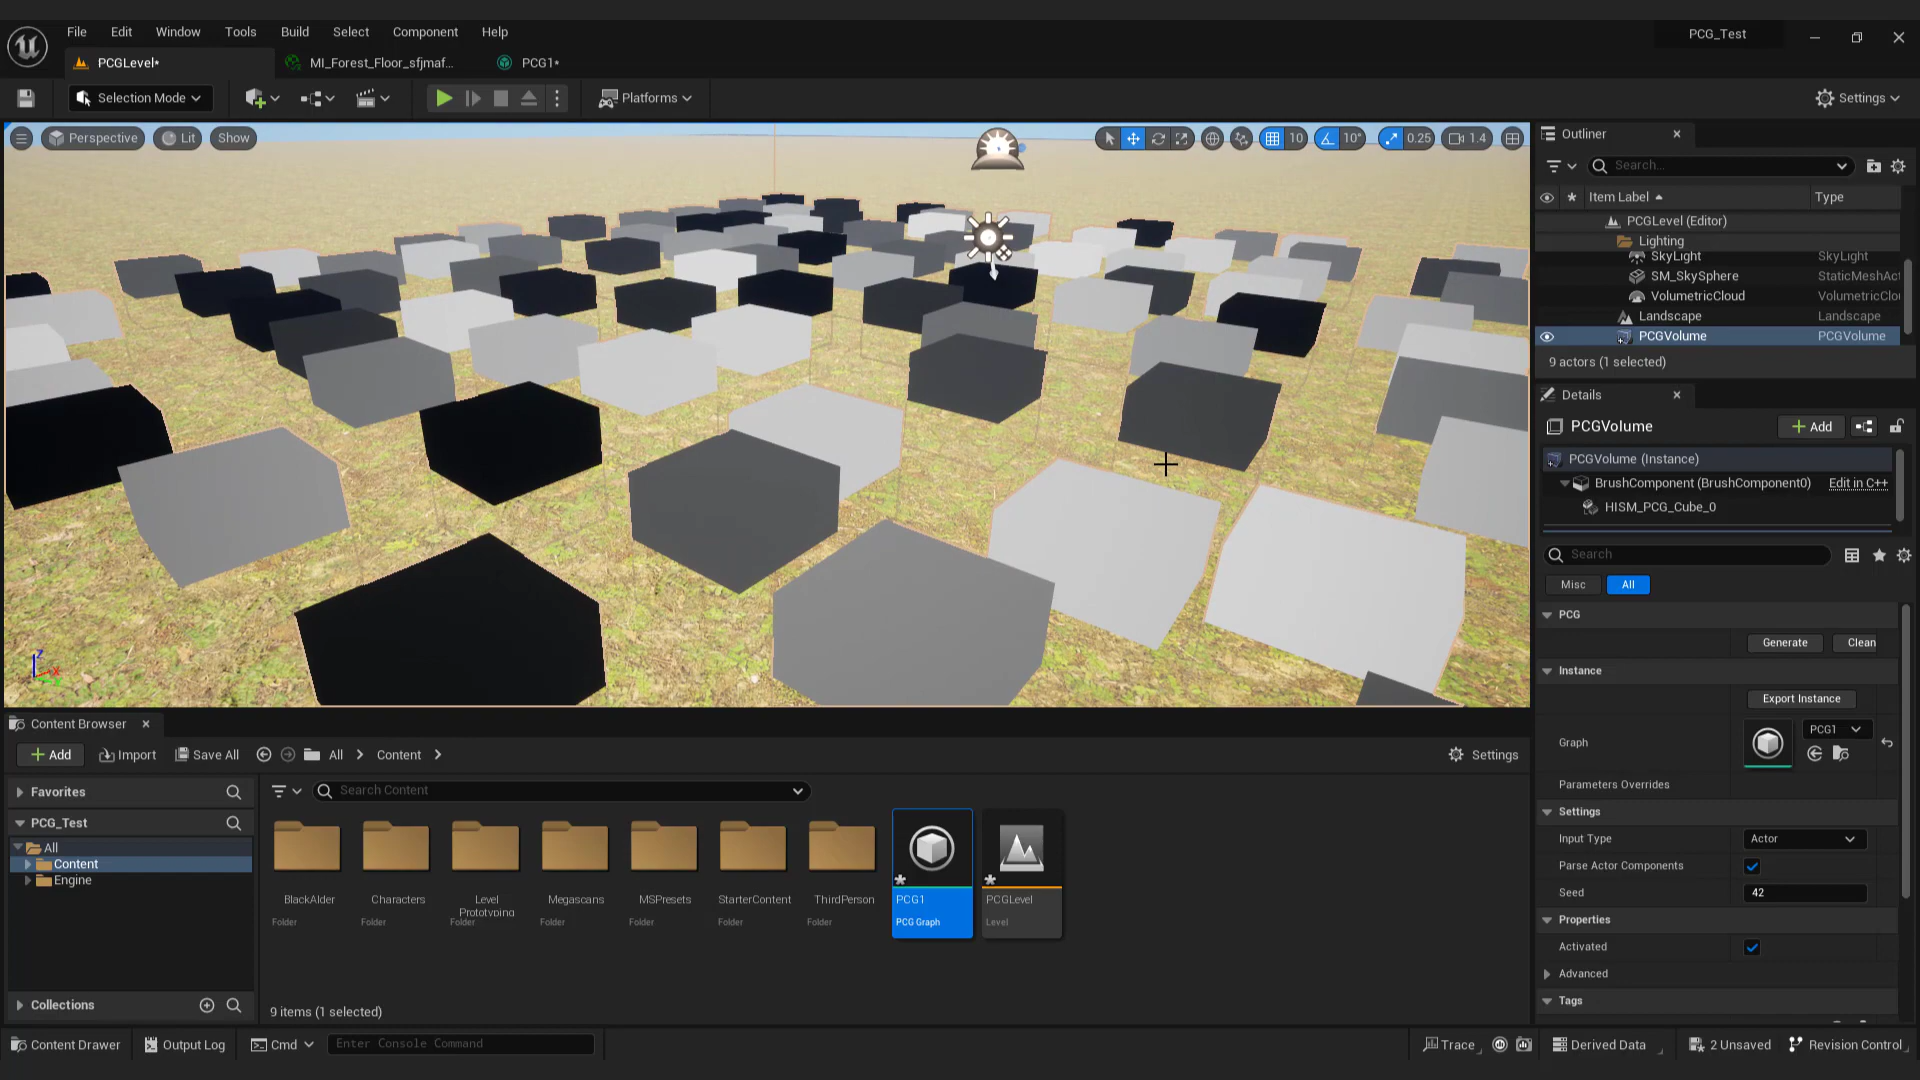 File Edit Window Tools Build Select Component Help
PCG_Test
PCGLevel*
MI_Forest_Floor_sfjmaf...
PCG1*
Selection Mode
Platforms
Settings
Perspective
Lit
Show
10
10°
0.25
1.4
Outliner
Search...
Item Label
Type
PCGLevel (Editor)
Lighting
SkyLight SkyLight
SM_SkySphere StaticMeshAct
VolumetricCloud VolumetricClou
Landscape Landscape
PCGVolume PCGVolume
9 actors (1 selected)
Details
PCGVolume
Add
PCGVolume (Instance)
BrushComponent (BrushComponent0) Edit in C++
HISM_PCG_Cube_0
Search
Misc
All
PCG
Generate Clean
Instance
Export Instance
Graph
PCG1
Parameters Overrides
Settings
Input Type Actor
Parse Actor Components
Seed 42
Properties
Activated
Advanced
Tags
Content Browser
Add Import Save All All Content Settings
Favorites
PCG_Test
All
Content
Engine
Collections
Search Content
BlackAlder
Folder
Characters
Folder
Level
Prototyping
Folder
Megascans
Folder
MSPresets
Folder
StarterContent
Folder
ThirdPerson
Folder
PCG1
PCG Graph
PCGLevel
Level
9 items (1 selected)
Content Drawer Output Log Cmd Enter Console Command Trace Derived Data 2 Unsaved Revision Control
Z
X